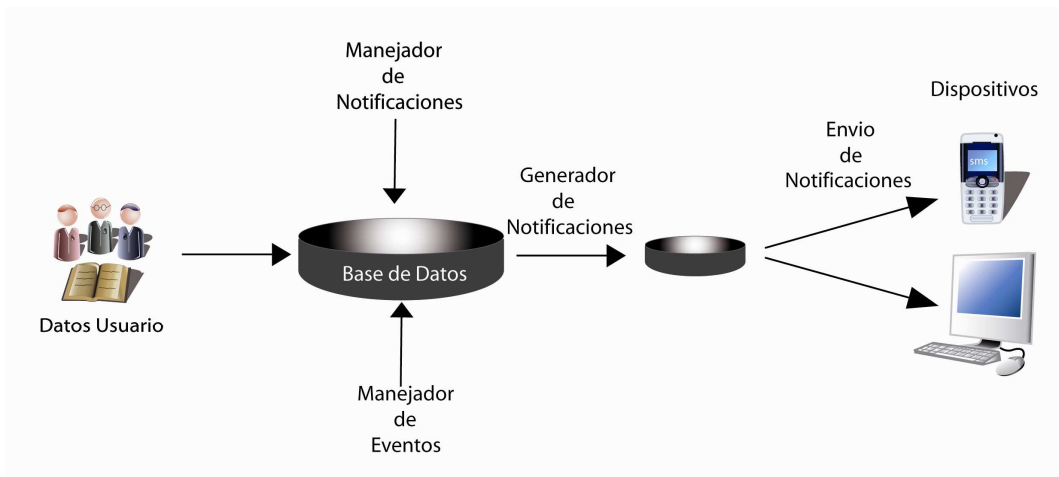 Manejador
de
Notificaciones
Dispositivos
Envio
de
Notificaciones
sms
Generador
de
Notificaciones
Base de Datos
Datos Usuario
Manejador
de
Eventos